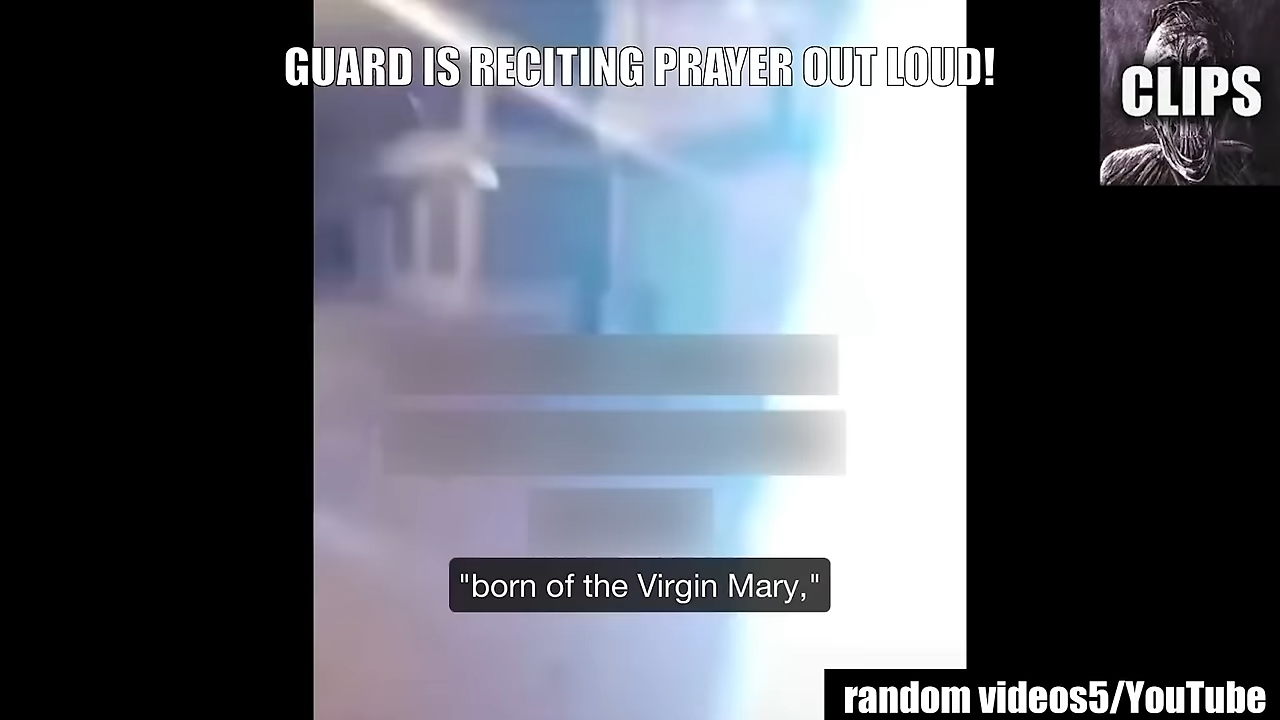 GUARD IS RECITING PRAYER OUT LOUD!
CLIPS
"born of the Virgin Mary,"
random videos5/YouTube